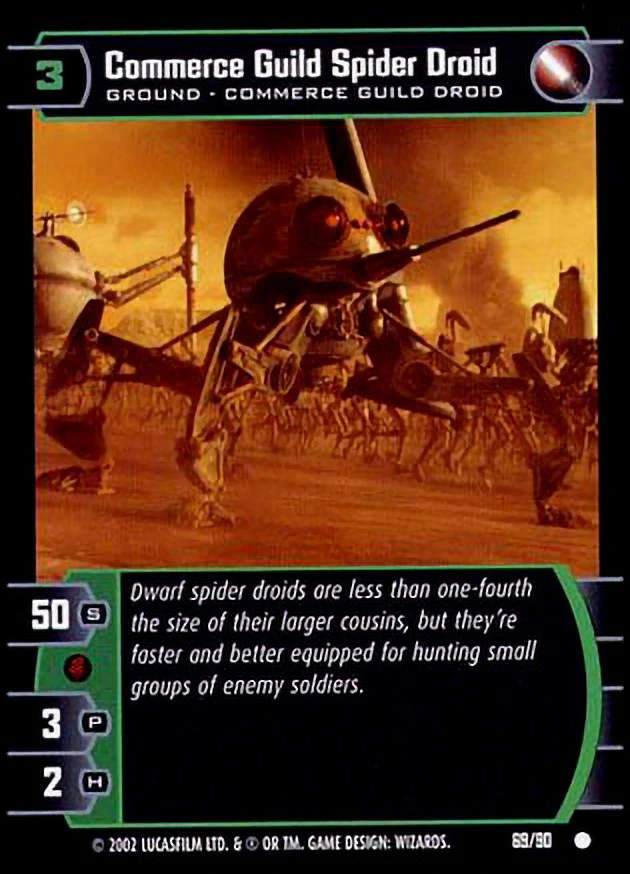 3
Commerce Guild Spider Droid
GROUND · COMMERCE GUILD DROID
Dwarf spider droids are less than one-fourth
the size of their larger cousins, but they're
faster and better equipped for hunting small
groups of enemy soldiers.
50 S
3 P
2 H
© 2002 LUCASFILM LTD. & ® OR TM. GAME DESIGN: WIZARDS.
69/90